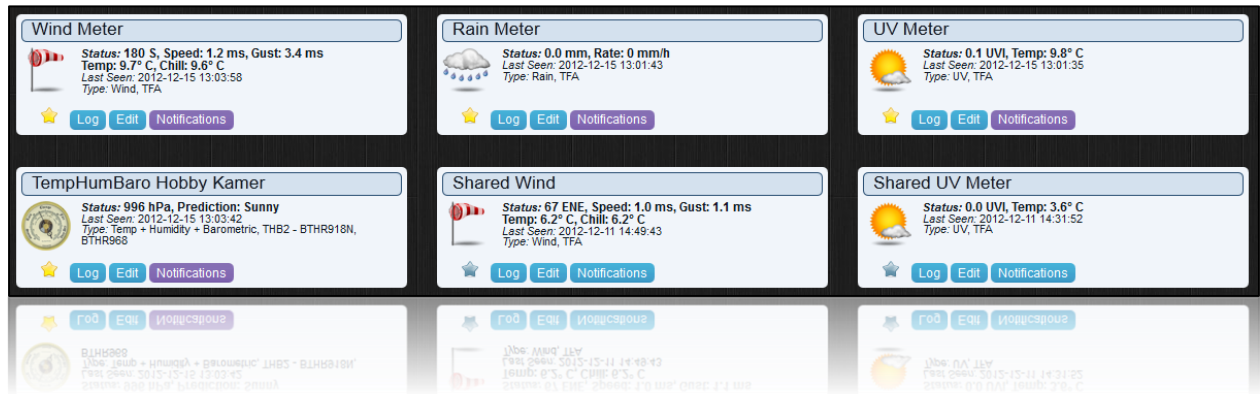 Wind Meter
Status: 180 S, Speed: 1.2 ms, Gust: 3.4 ms
Temp: 9.7° C, Chill: 9.6° C
Last Seen: 2012-12-15 13:03:58
Type: Wind, TFA
Log Edit Notifications
Rain Meter
Status: 0.0 mm, Rate: 0 mm/h
Last Seen: 2012-12-15 13:01:43
Type: Rain, TFA
Log Edit Notifications
UV Meter
Status: 0.1 UVI, Temp: 9.8° C
Last Seen: 2012-12-15 13:01:35
Type: UV, TFA
Log Edit Notifications
TempHumBaro Hobby Kamer
Status: 996 hPa, Prediction: Sunny
Last Seen: 2012-12-15 13:03:42
Type: Temp + Humidity + Barometric, THB2 - BTHR918N,
BTHR968
Log Edit Notifications
Shared Wind
Status: 67 ENE, Speed: 1.0 ms, Gust: 1.1 ms
Temp: 6.2° C, Chill: 6.2° C
Last Seen: 2012-12-11 14:49:43
Type: Wind, TFA
Log Edit Notifications
Shared UV Meter
Status: 0.0 UVI, Temp: 3.6° C
Last Seen: 2012-12-11 14:31:52
Type: UV, TFA
Log Edit Notifications